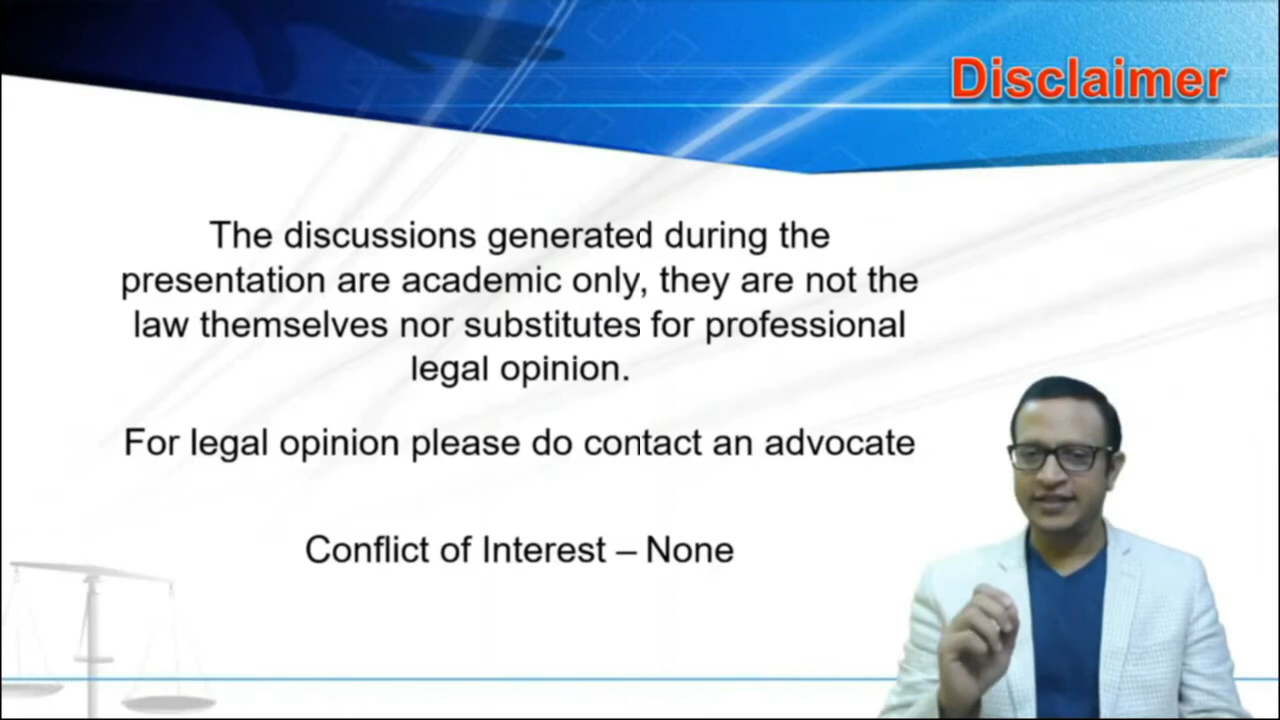 Disclaimer
The discussions generated during the
presentation are academic only, they are not the
law themselves nor substitutes for professional
legal opinion.
For legal opinion please do contact an advocate
Conflict of Interest – None